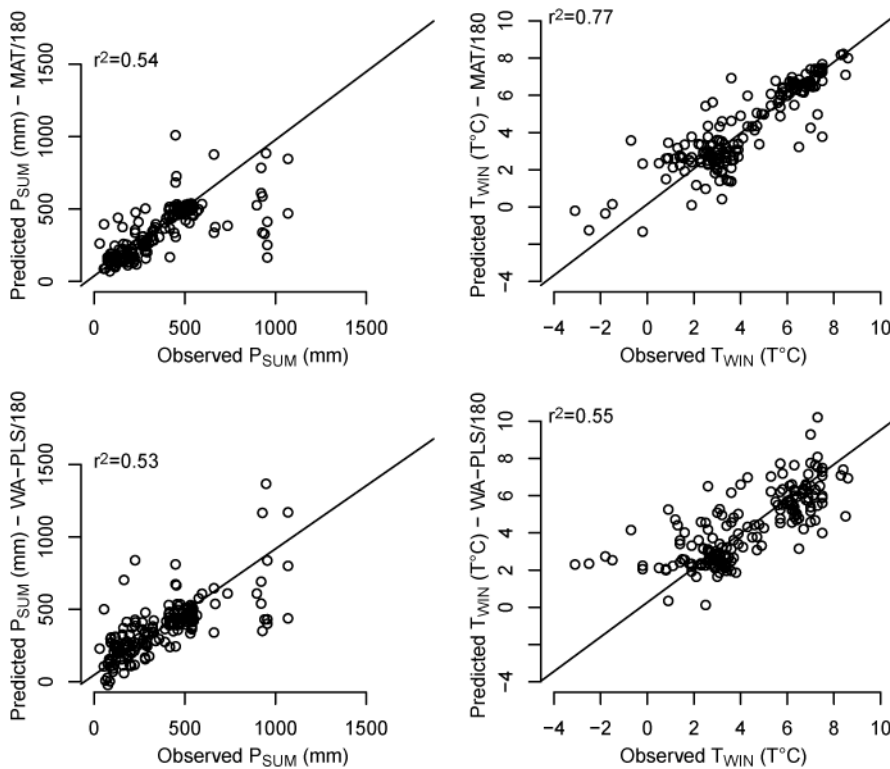 r²=0.54
Predicted P_SUM (mm) − MAT/180
1500
1000
500
0
0 500 1000 1500
Observed P_SUM (mm)
r²=0.77
Predicted T_WIN (T°C) − MAT/180
10
8
6
4
2
0
−4
−4 −2 0 2 4 6 8 10
Observed T_WIN (T°C)
r²=0.53
Predicted P_SUM (mm) − WA−PLS/180
1500
1000
500
0
0 500 1000 1500
Observed P_SUM (mm)
r²=0.55
Predicted T_WIN (T°C) − WA−PLS/180
10
8
6
4
2
0
−4
−4 −2 0 2 4 6 8 10
Observed T_WIN (T°C)